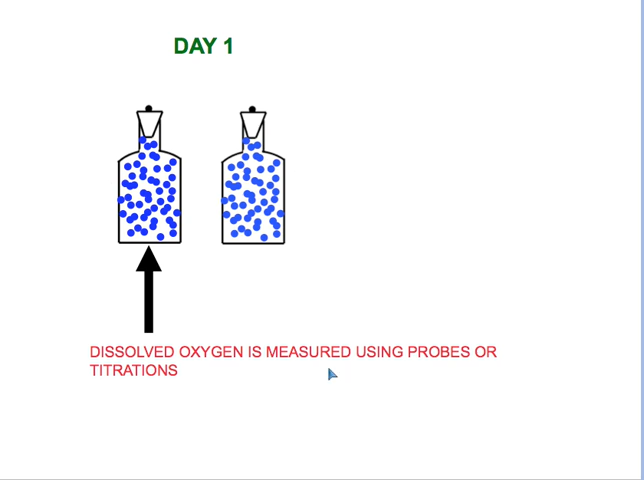 DAY 1
DISSOLVED OXYGEN IS MEASURED USING PROBES OR
TITRATIONS